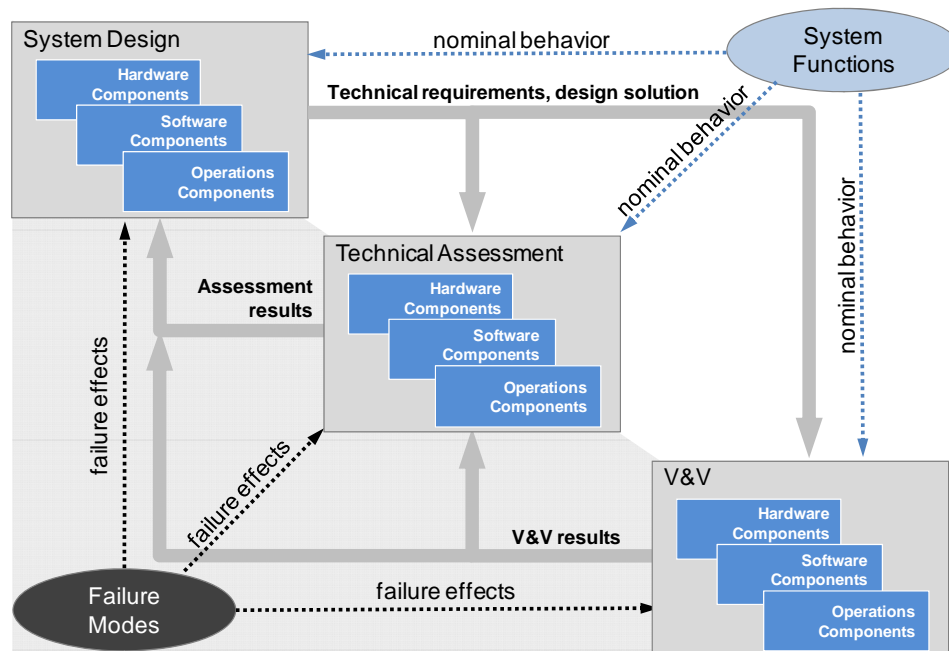 System Design
Hardware
Components
Software
Components
Operations
Components
nominal behavior
System
Functions
Technical requirements, design solution
nominal behavior
nominal behavior
Technical Assessment
Hardware
Components
Software
Components
Operations
Components
Assessment
results
failure effects
failure effects
V&V
Hardware
Components
Software
Components
Operations
Components
V&V results
failure effects
Failure
Modes